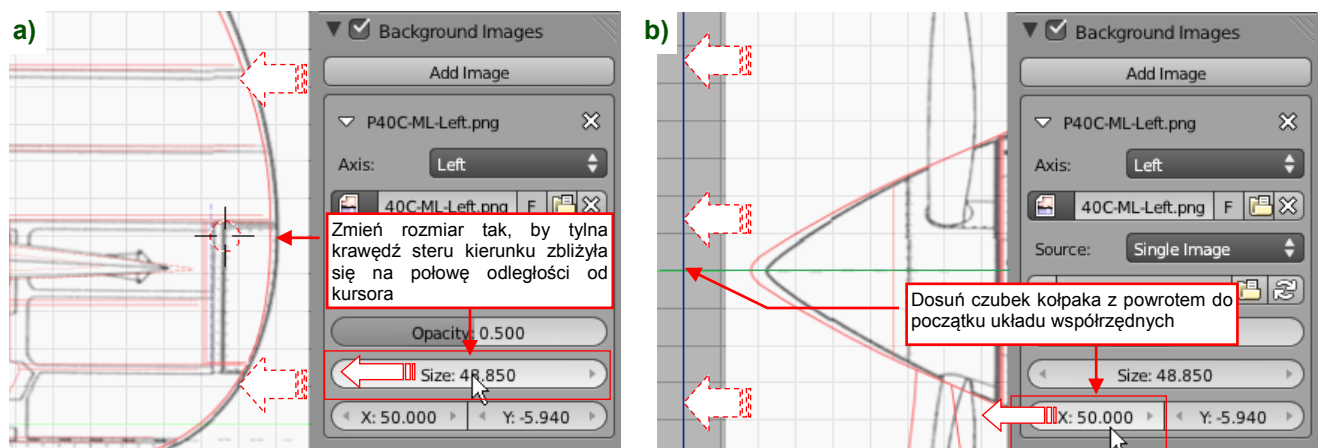 a)
Background Images
Add Image
P40C-ML-Left.png
Axis: Left
40C-ML-Left.png F
Zmień rozmiar tak, by tylna
krawędź steru kierunku zbliżyła
się na połowę odległości od
kursora
Opacity: 0.500
Size: 48.850
X: 50.000 Y: -5.940
b)
Background Images
Add Image
P40C-ML-Left.png
Axis: Left
40C-ML-Left.png F
Source: Single Image
Dosuń czubek kołpaka z powrotem do
początku układu współrzędnych
Size: 48.850
X: 50.000 Y: -5.940